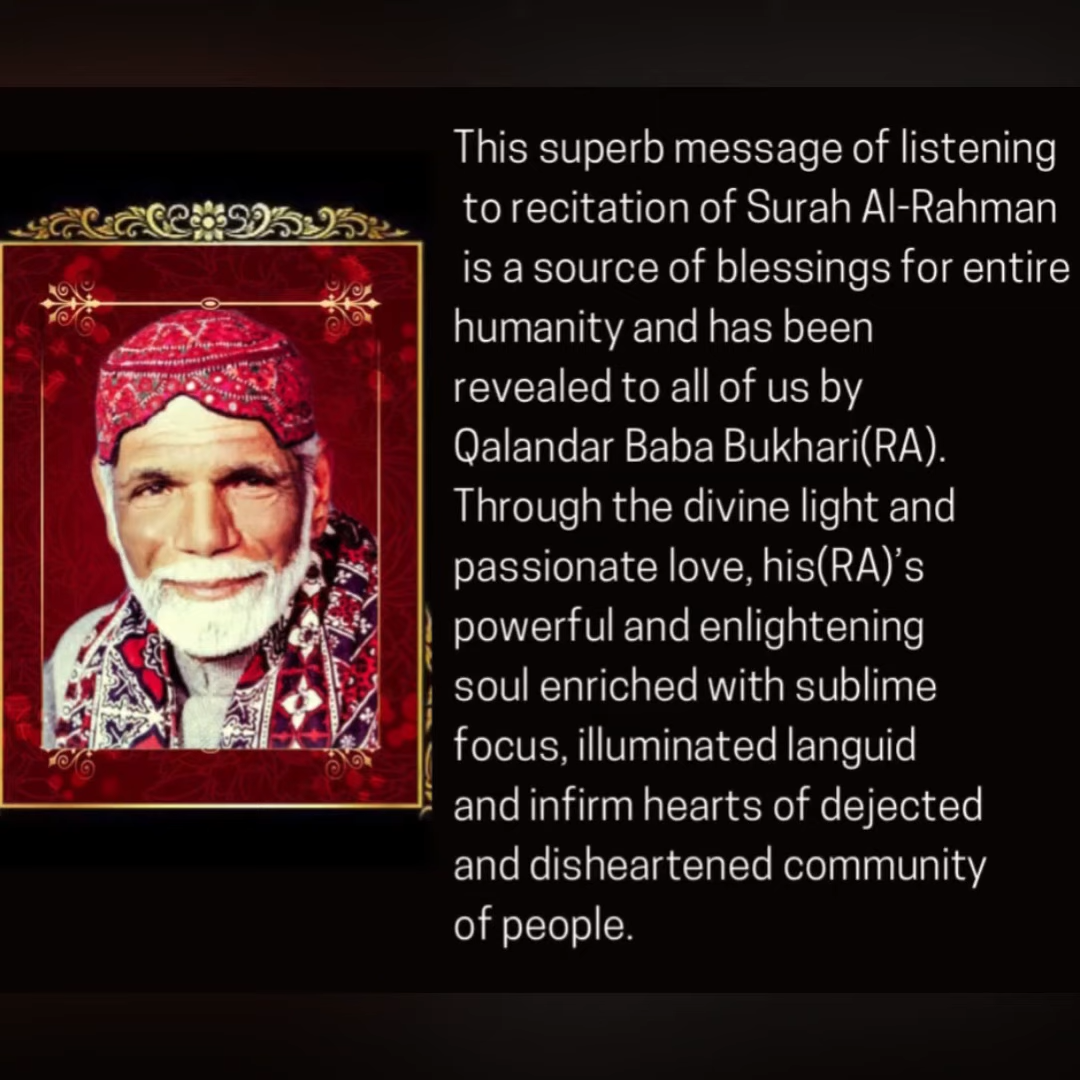 This superb message of listening
to recitation of Surah Al-Rahman
is a source of blessings for entire
humanity and has been
revealed to all of us by
Qalandar Baba Bukhari(RA).
Through the divine light and
passionate love, his(RA)’s
powerful and enlightening
soul enriched with sublime
focus, illuminated languid
and infirm hearts of dejected
and disheartened community
of people.